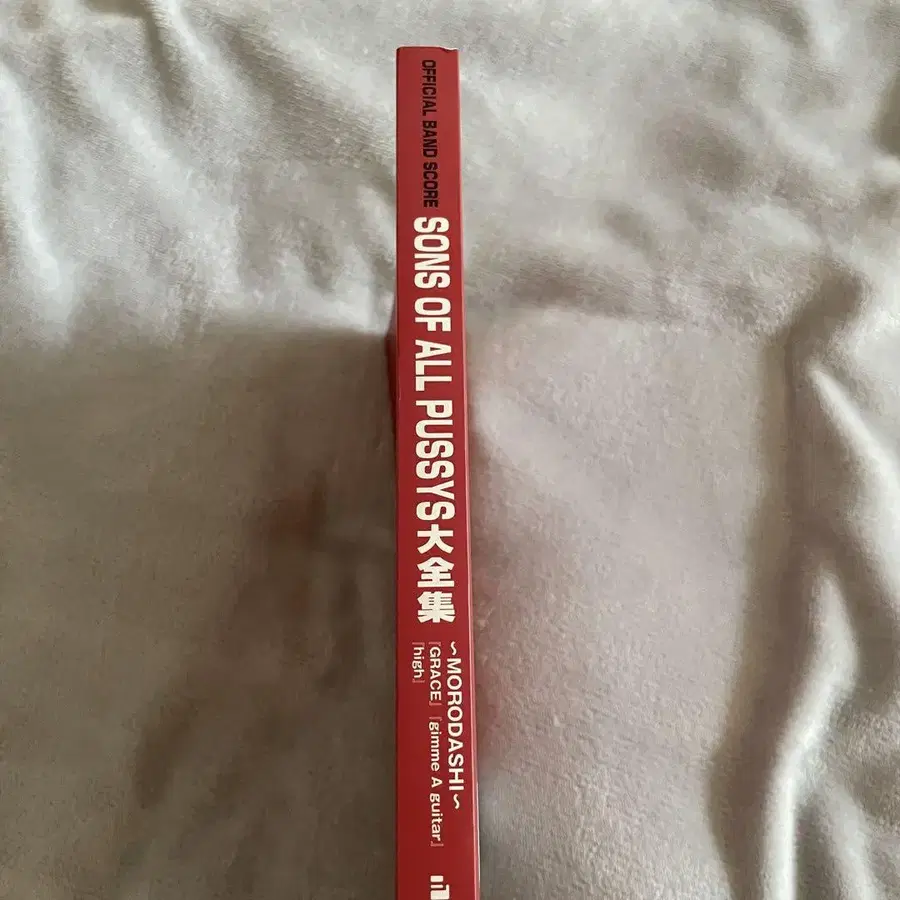 OFFICIAL BAND SCORE
SONS OF ALL PUSSYS大全集
~MORODASHI~
『GRACE』『gimme A guitar』
『high』